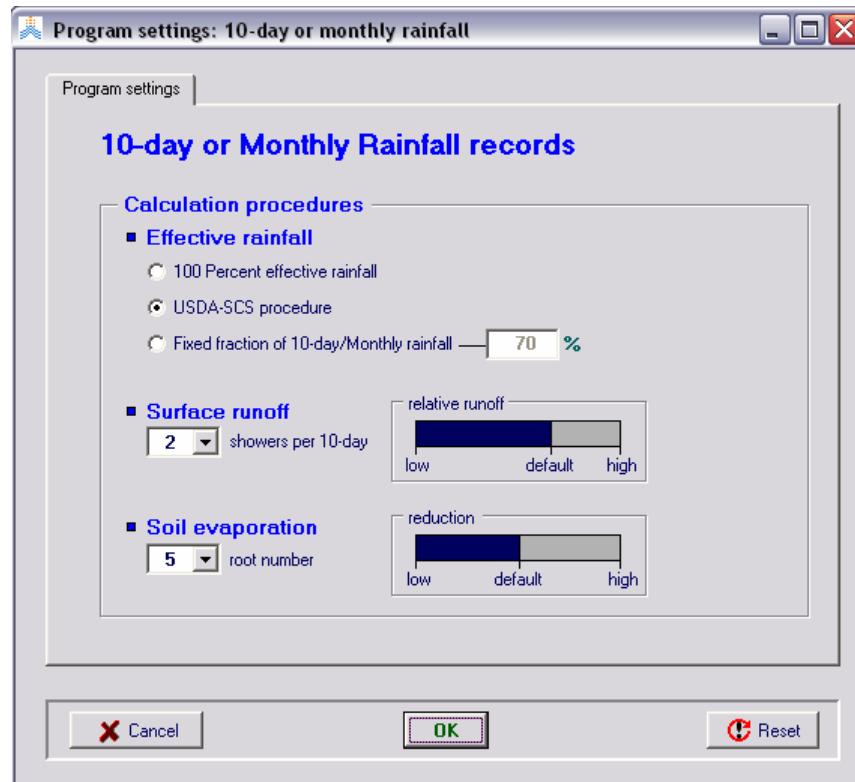 Program settings: 10-day or monthly rainfall
Program settings
10-day or Monthly Rainfall records
Calculation procedures
Effective rainfall
100 Percent effective rainfall
USDA-SCS procedure
Fixed fraction of 10-day/Monthly rainfall 70 %
Surface runoff
2 showers per 10-day
relative runoff
low default high
Soil evaporation
5 root number
reduction
low default high
Cancel OK Reset